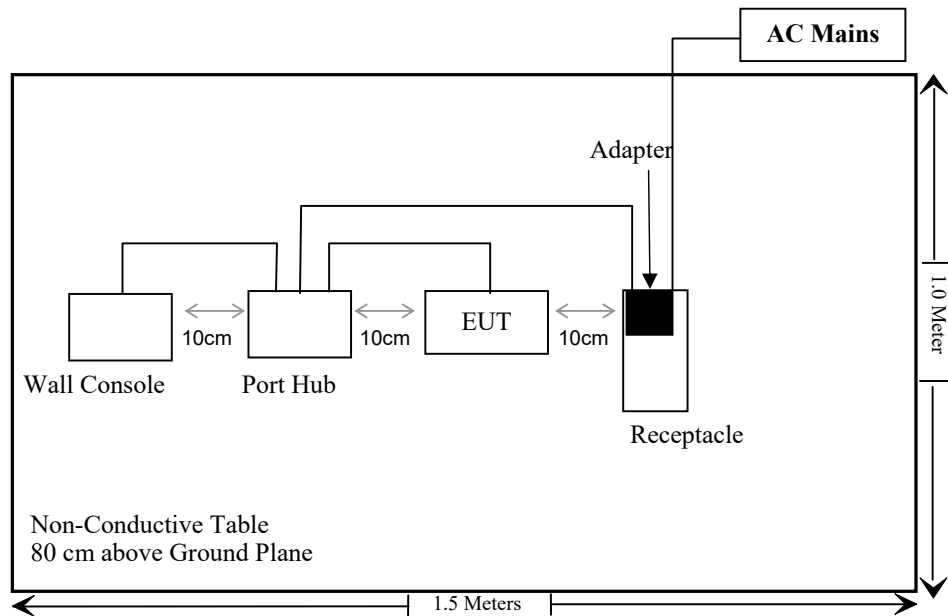 AC Mains
Adapter
EUT
10cm
10cm
10cm
Wall Console
Port Hub
Receptacle
1.0 Meter
Non-Conductive Table
80 cm above Ground Plane
1.5 Meters